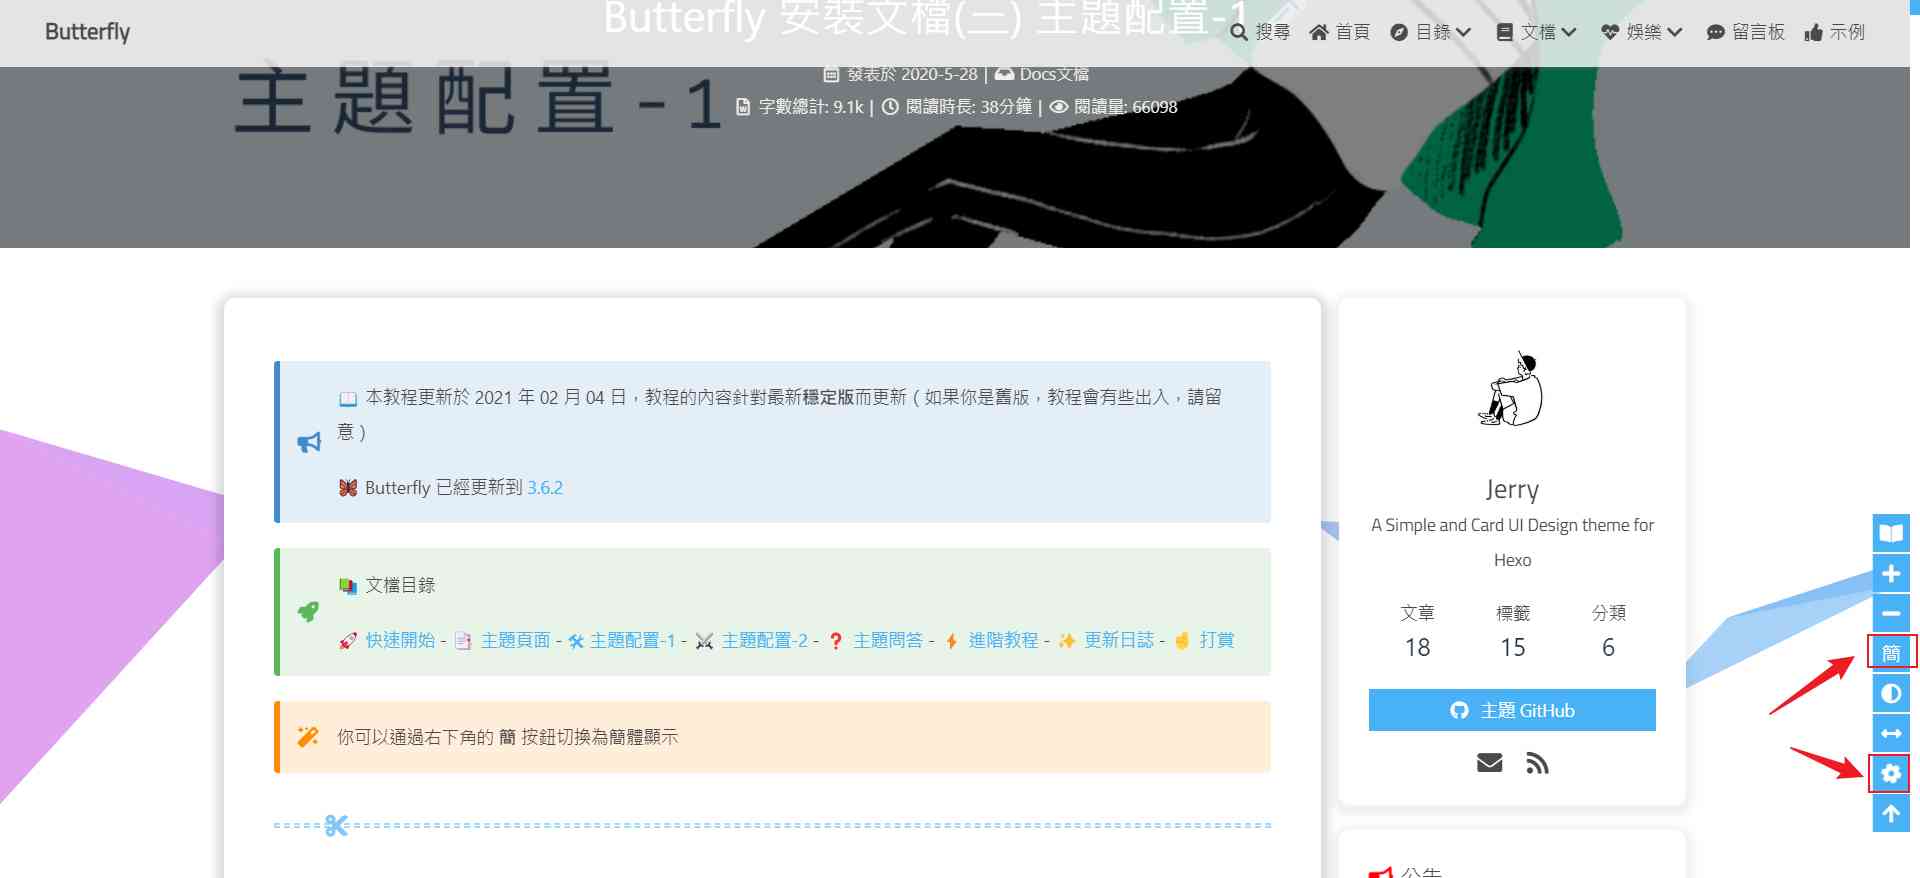 Butterfly
搜尋
首頁
目錄
文檔
娛樂
留言板
示例
Butterfly 安裝文檔(三) 主題配置-1
主題配置-1
發表於 2020-5-28 | Docs文檔
字數總計: 9.1k | 閱讀時長: 38分鐘 | 閱讀量: 66098
本教程更新於 2021 年 02 月 04 日，教程的內容針對最新穩定版而更新（如果你是舊版，教程會有些出入，請留
意）
Butterfly 已經更新到 3.6.2
文檔目錄
快速開始 - 主題頁面 - 主題配置-1 - 主題配置-2 - 主題問答 - 進階教程 - 更新日誌 - 打賞
你可以通過右下角的 簡 按鈕切換為簡體顯示
Jerry
A Simple and Card UI Design theme for
Hexo
文章 標籤 分類
18 15 6
主題 GitHub
公告
簡